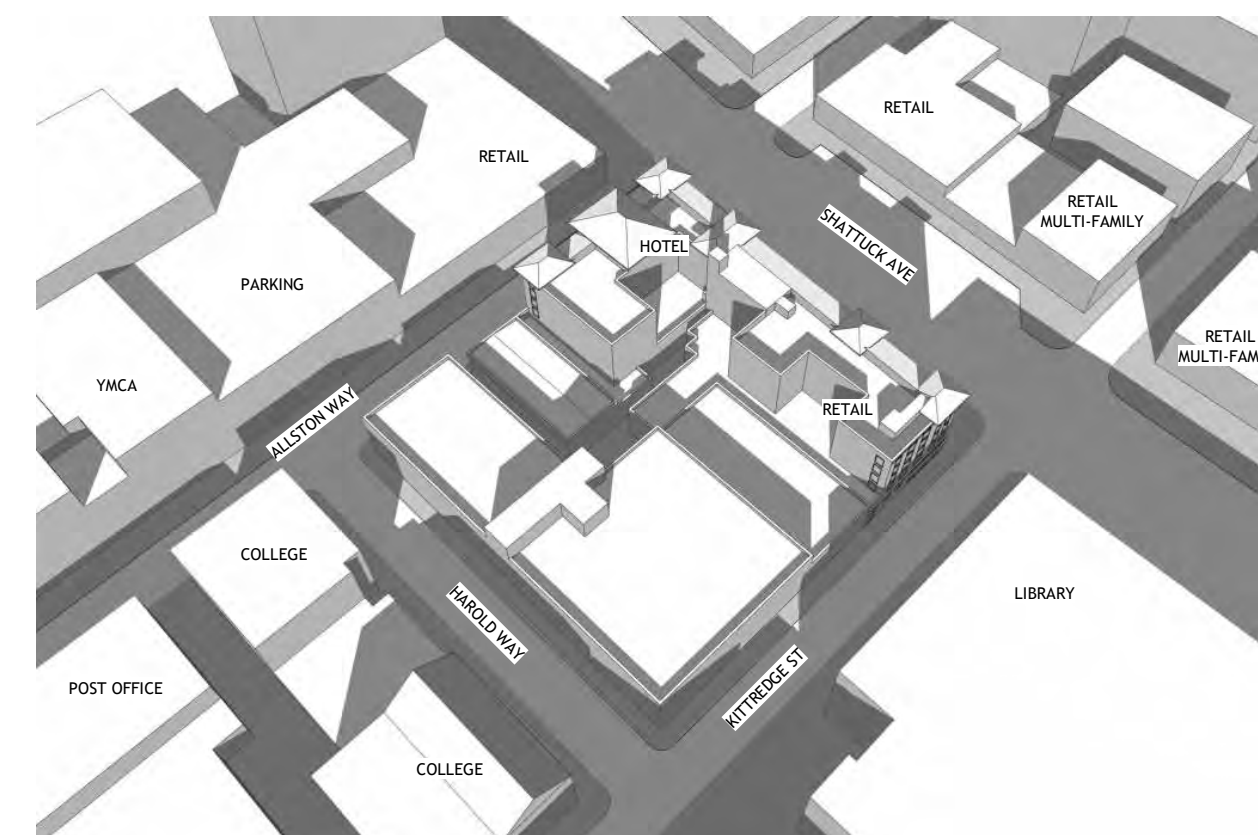 RETAIL
RETAIL
HOTEL
RETAIL
MULTI-FAMILY
SHATTUCK AVE
PARKING
RETAIL
MULTI-FAM
YMCA
ALLSTON WAY
RETAIL
COLLEGE
HAROLD WAY
LIBRARY
POST OFFICE
KITTREDGE ST
COLLEGE